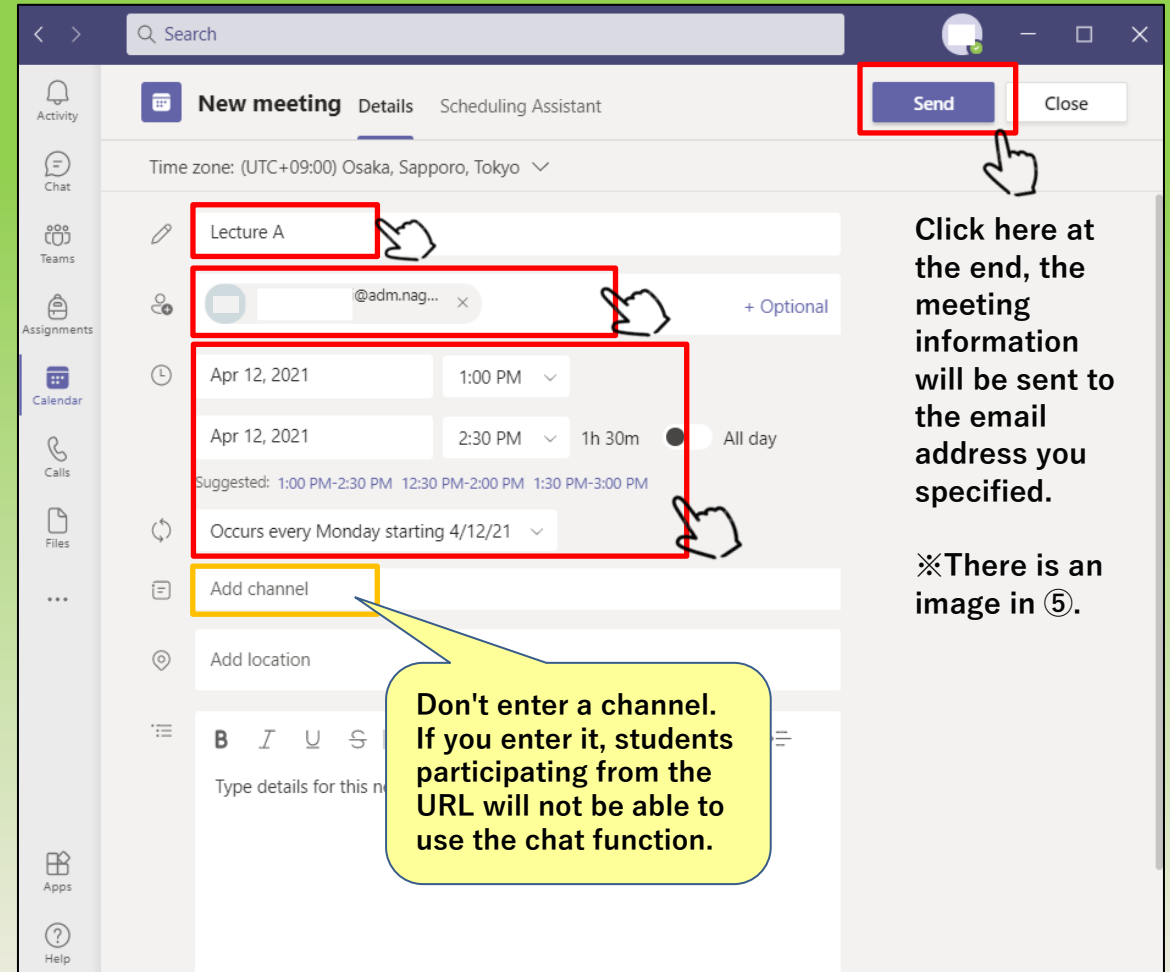 Search
New meeting Details Scheduling Assistant
Send Close
Time zone: (UTC+09:00) Osaka, Sapporo, Tokyo
Activity
Chat
Teams
Assignments
Calendar
Calls
Files
Apps
Help
Lecture A
i@adm.nag...
+ Optional
Apr 12, 2021 1:00 PM
Apr 12, 2021 2:30 PM 1h 30m All day
Suggested: 1:00 PM-2:30 PM 12:30 PM-2:00 PM 1:30 PM-3:00 PM
Occurs every Monday starting 4/12/21
Add channel
Add location
B I U S
Type details for this
Don't enter a channel.
If you enter it, students
participating from the
URL will not be able to
use the chat function.
Click here at
the end, the
meeting
information
will be sent to
the email
address you
specified.
※There is an
image in ⑤.